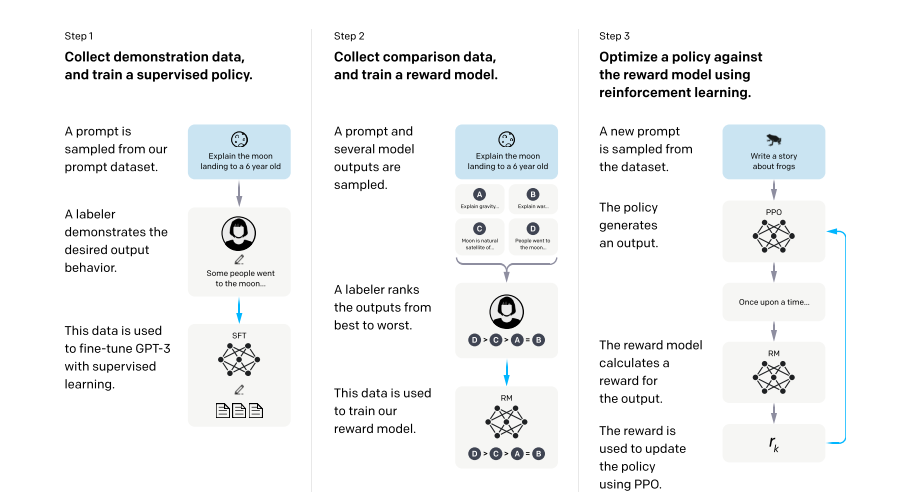 Step 1
Collect demonstration data,
and train a supervised policy.
A prompt is
sampled from our
prompt dataset.
Explain the moon
landing to a 6 year old
A labeler
demonstrates the
desired output
behavior.
Some people went
to the moon...
This data is used
to fine-tune GPT-3
with supervised
learning.
SFT
Step 2
Collect comparison data,
and train a reward model.
A prompt and
several model
outputs are
sampled.
Explain the moon
landing to a 6 year old
A
Explain gravity...
B
Explain war...
C
Moon is natural
satellite of...
D
People went to
the moon...
A labeler ranks
the outputs from
best to worst.
D > C > A = B
This data is used
to train our
reward model.
RM
D > C > A = B
Step 3
Optimize a policy against
the reward model using
reinforcement learning.
A new prompt
is sampled from
the dataset.
Write a story
about frogs
The policy
generates
an output.
PPO
Once upon a time...
The reward model
calculates a
reward for
the output.
RM
The reward is
used to update
the policy
using PPO.
rk